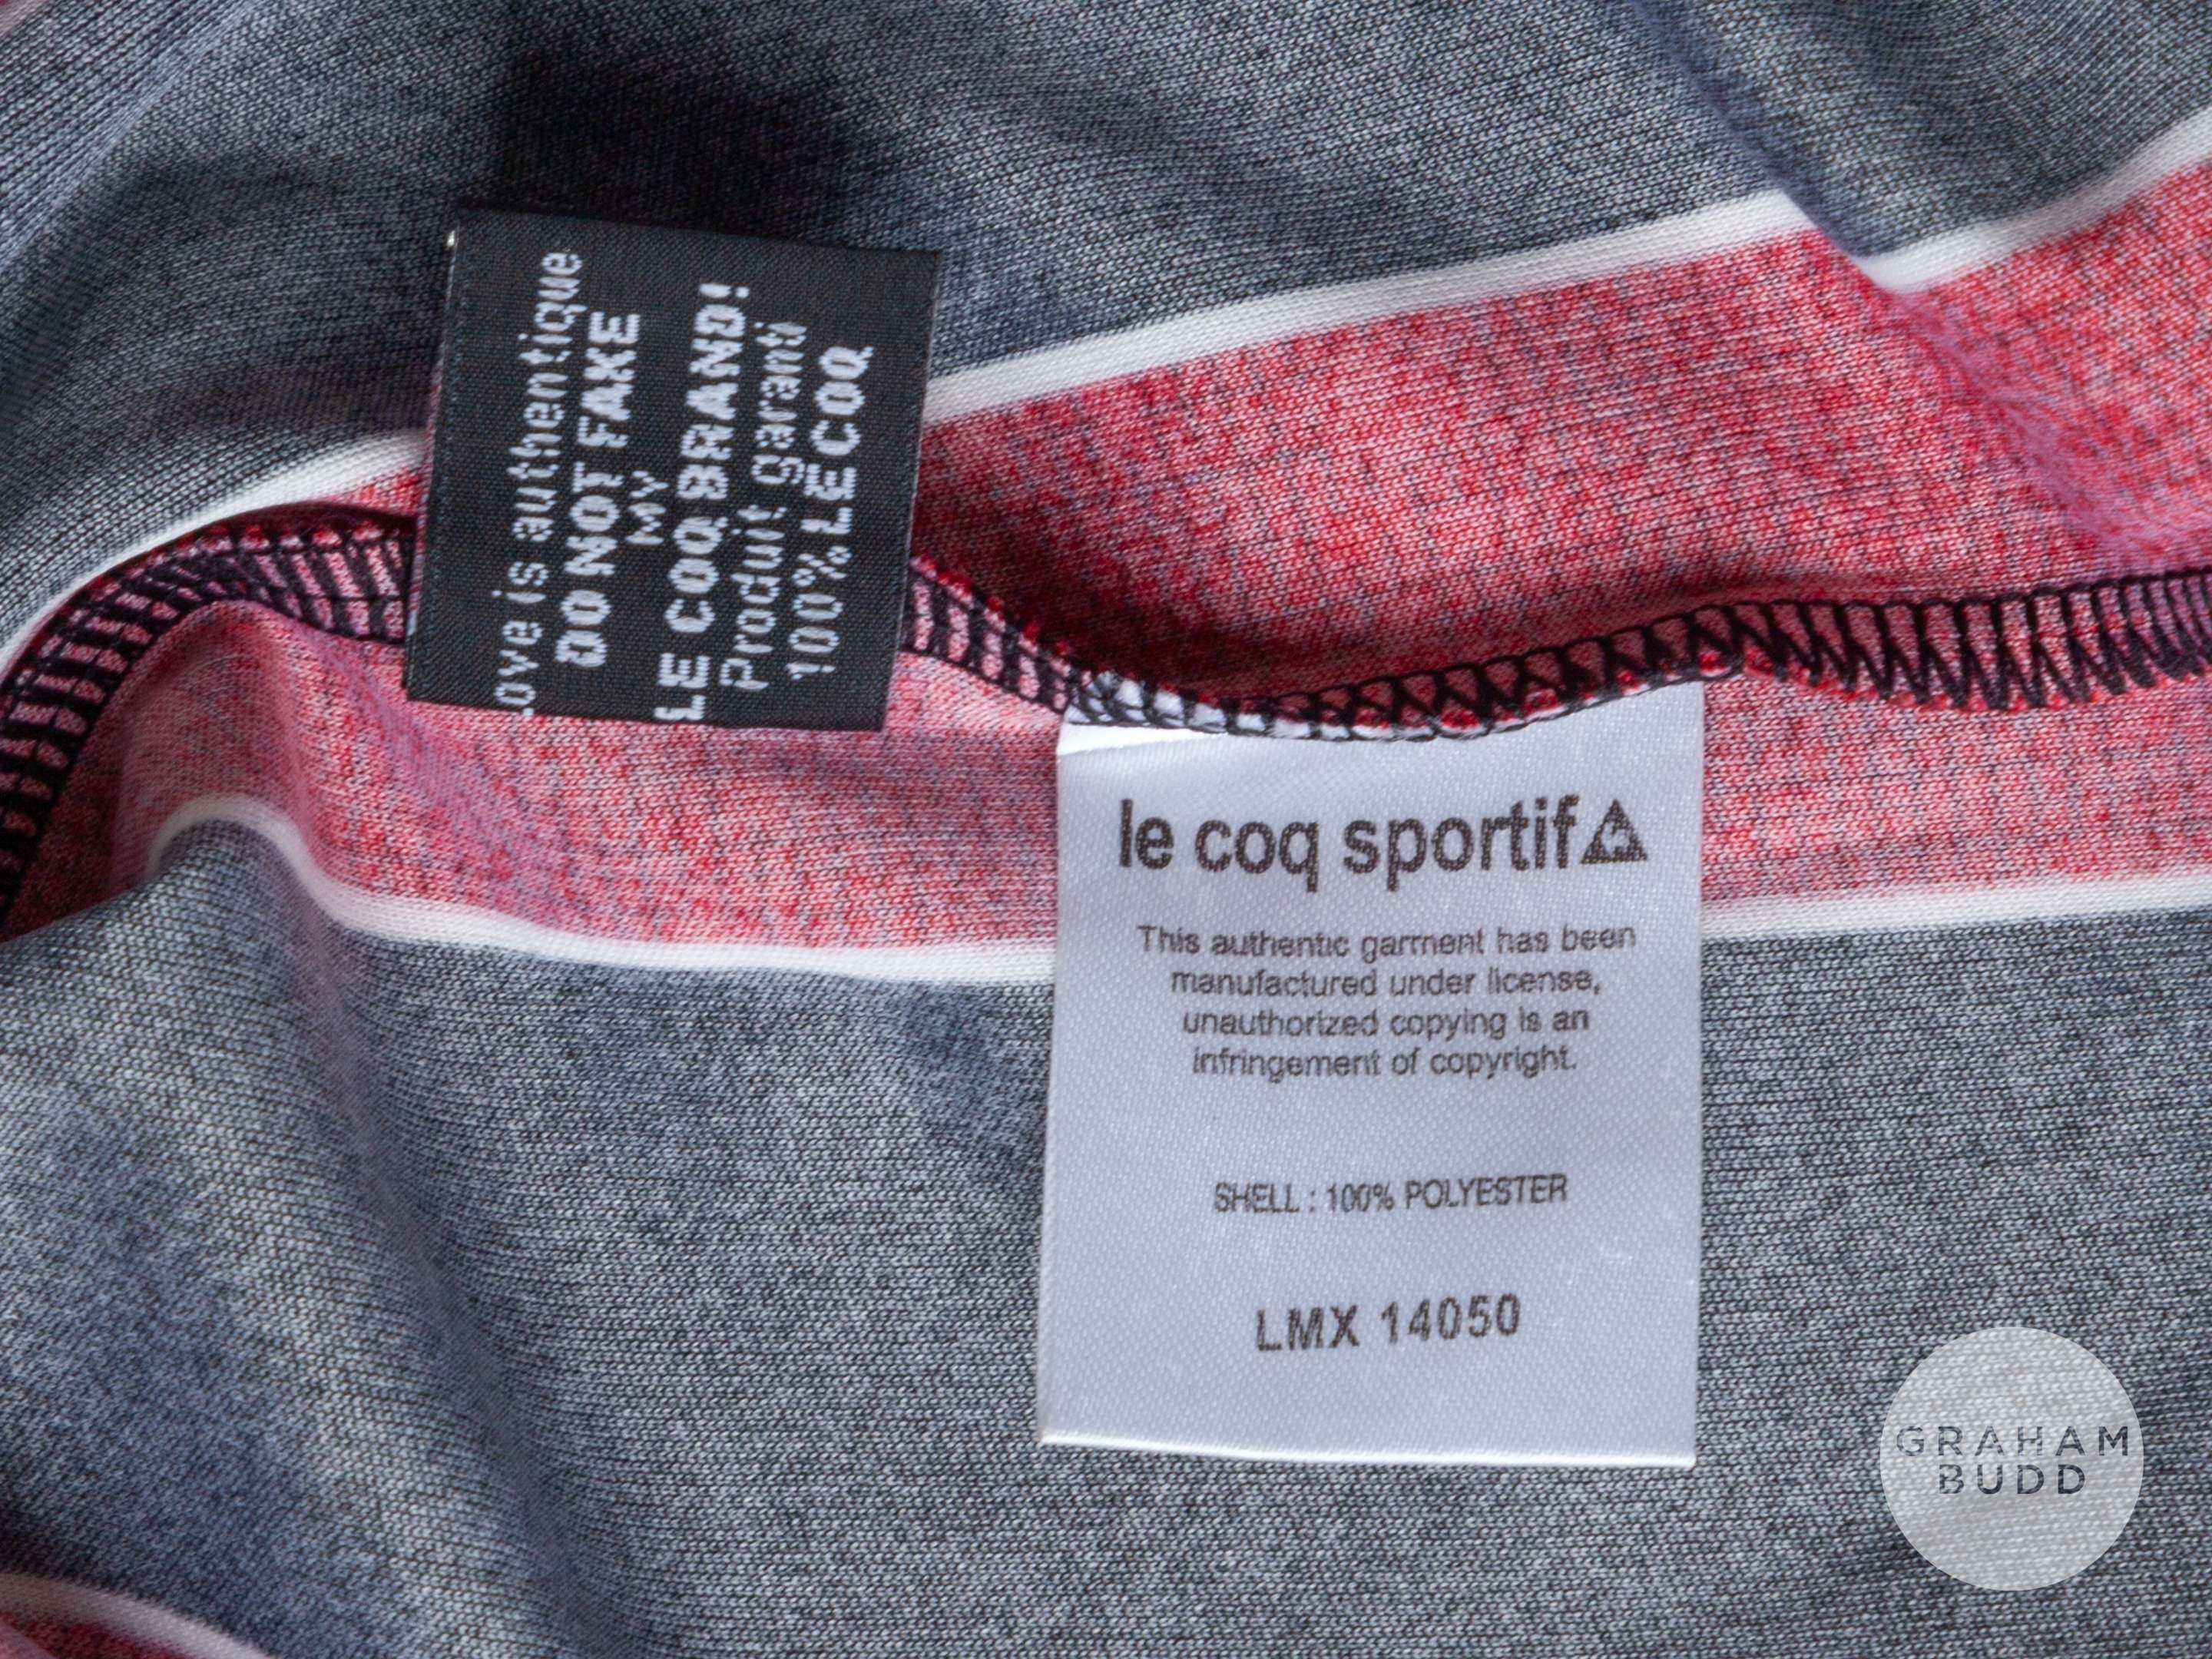 Love is authentique
DO NOT FAKE
MY
LE COQ BRAND!
Produit garanti
100% LE COQ
le coq sportif
This authentic garment has been
manufactured under license,
unauthorized copying is an
infringement of copyright.
SHELL : 100% POLYESTER
LMX 14050
GRAHAM
BUDD